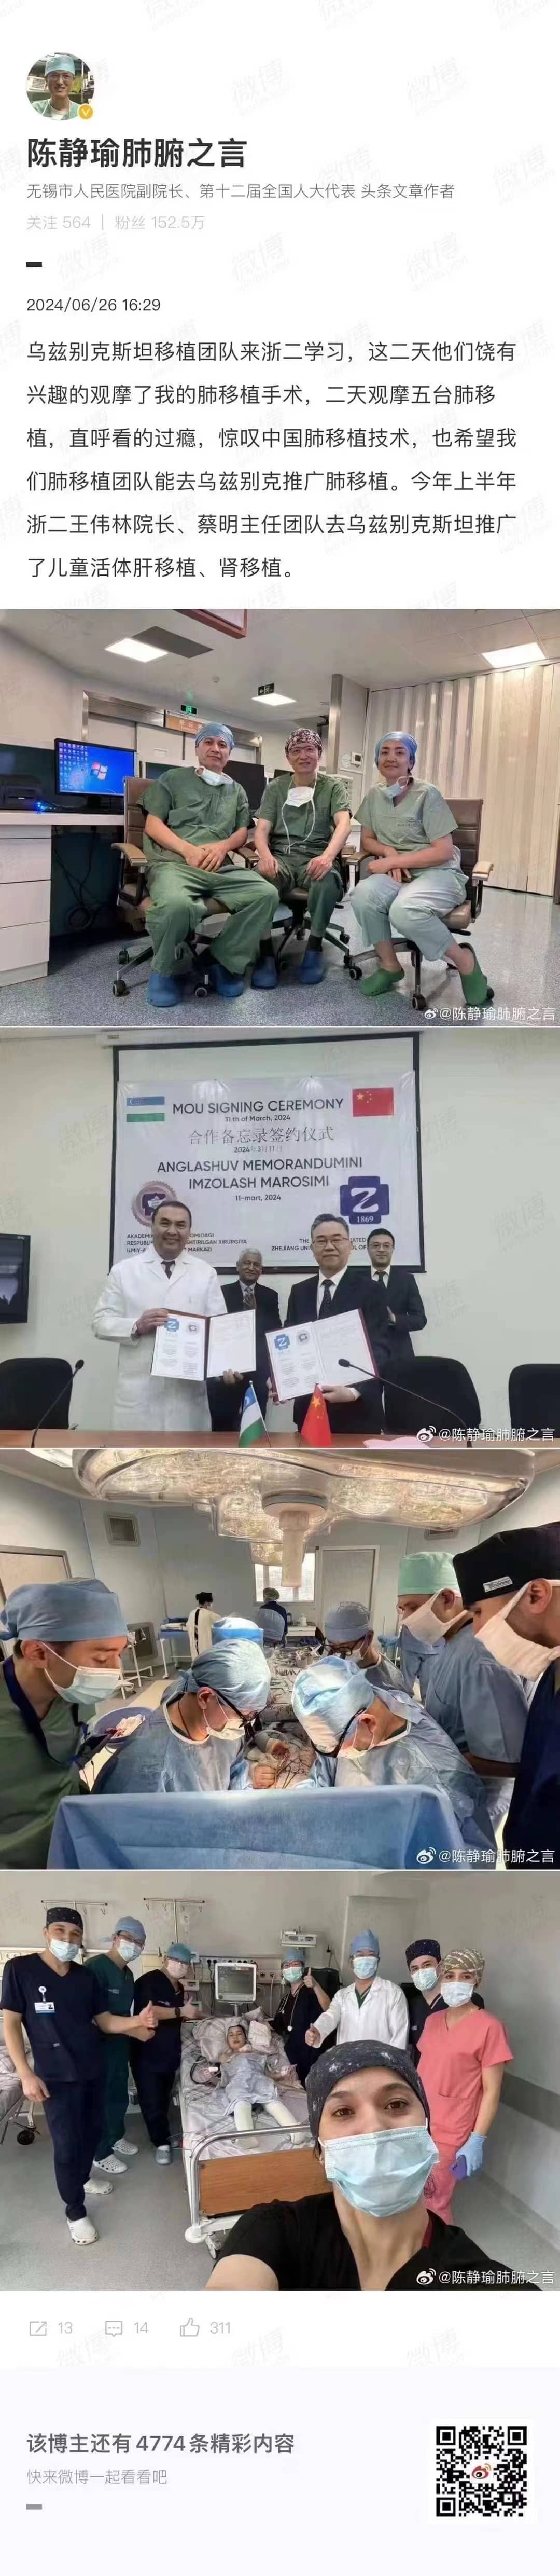 陈静瑜肺腑之言
无锡市人民医院副院长、第十二届全国人大代表 头条文章作者
关注 564 | 粉丝 152.5万
2024/06/26 16:29
乌兹别克斯坦移植团队来浙二学习，这二天他们饶有
兴趣的观摩了我的肺移植手术，二天观摩五台肺移
植，直呼看的过瘾，惊叹中国肺移植技术，也希望我
们肺移植团队能去乌兹别克推广肺移植。今年上半年
浙二王伟林院长、蔡明主任团队去乌兹别克斯坦推广
了儿童活体肝移植、肾移植。
@陈静瑜肺腑之言
MOU SIGNING CEREMONY
11 th of March, 2024
合作备忘录签约仪式
2024年3月11日
ANGLASHUV MEMORANDUMINI
IMZOLASH MAROSIMI
11-mart, 2024
Z
1869
@陈静瑜肺腑之言
@陈静瑜肺腑之言
@陈静瑜肺腑之言
13 14 311
该博主还有 4774 条精彩内容
快来微博一起看看吧
微博